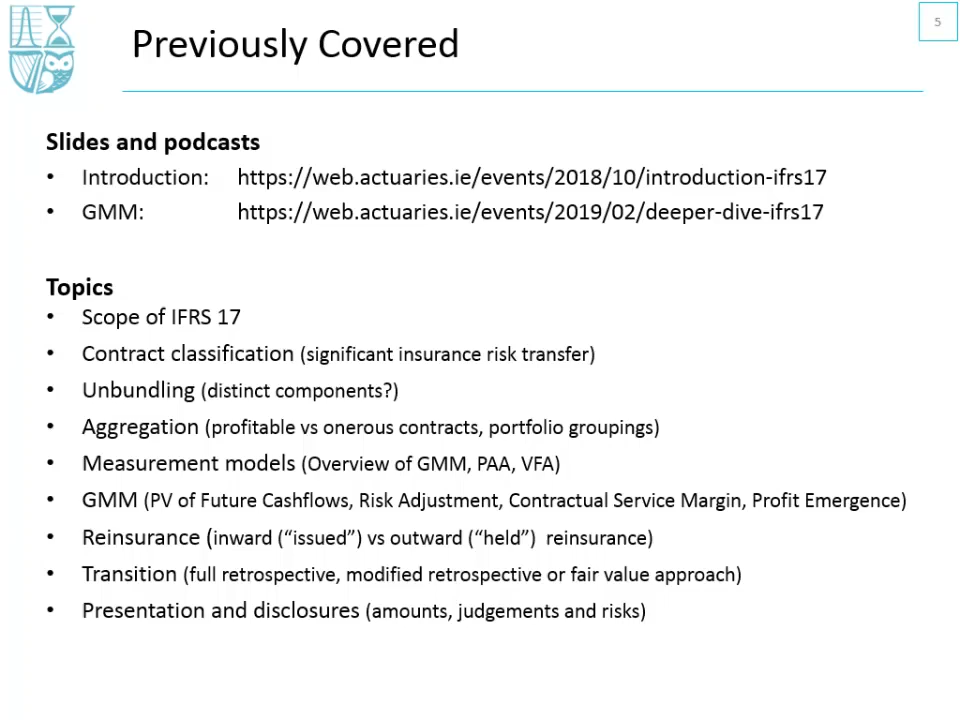 5
Previously Covered
Slides and podcasts
• Introduction: https://web.actuaries.ie/events/2018/10/introduction-ifrs17
• GMM: https://web.actuaries.ie/events/2019/02/deeper-dive-ifrs17
Topics
• Scope of IFRS 17
• Contract classification (significant insurance risk transfer)
• Unbundling (distinct components?)
• Aggregation (profitable vs onerous contracts, portfolio groupings)
• Measurement models (Overview of GMM, PAA, VFA)
• GMM (PV of Future Cashflows, Risk Adjustment, Contractual Service Margin, Profit Emergence)
• Reinsurance (inward (“issued”) vs outward (“held”) reinsurance)
• Transition (full retrospective, modified retrospective or fair value approach)
• Presentation and disclosures (amounts, judgements and risks)